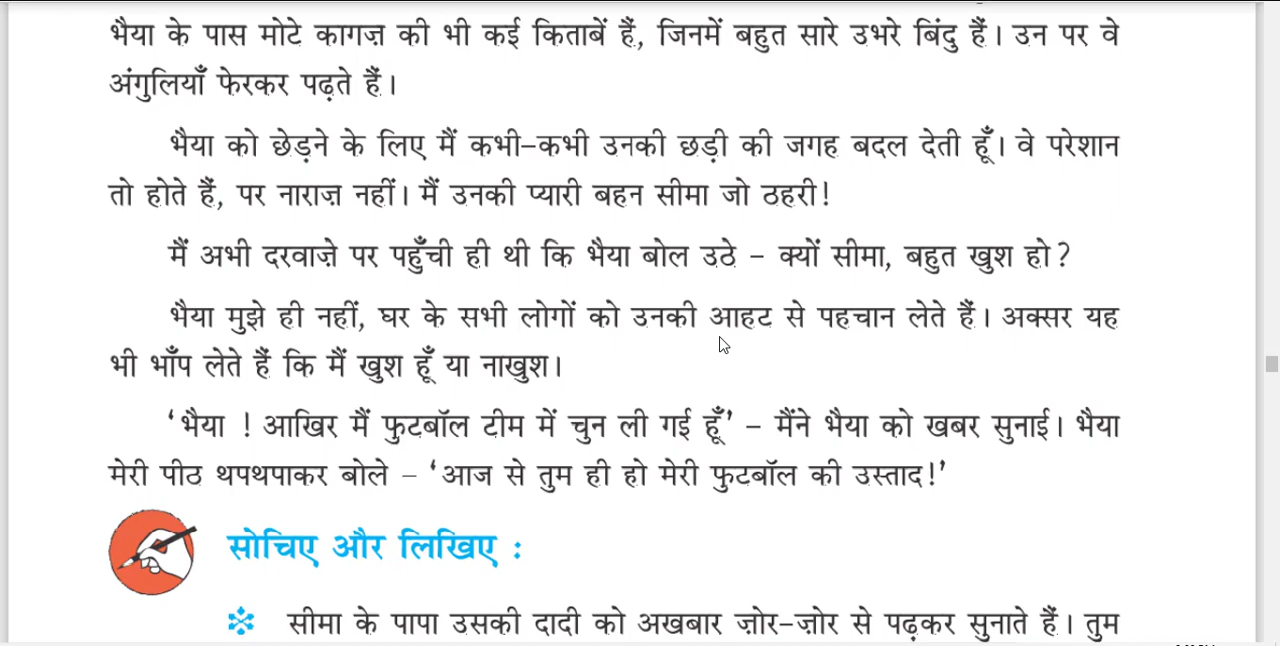 भैया के पास मोटे कागज़ की भी कई किताबें हैं, जिनमें बहुत सारे उभरे बिंदु हैं। उन पर वे
अंगुलियाँ फेरकर पढ़ते हैं।
भैया को छेड़ने के लिए मैं कभी-कभी उनकी छड़ी की जगह बदल देती हूँ। वे परेशान
तो होते हैं, पर नाराज़ नहीं। मैं उनकी प्यारी बहन सीमा जो ठहरी!
मैं अभी दरवाज़े पर पहुँची ही थी कि भैया बोल उठे – क्यों सीमा, बहुत खुश हो?
भैया मुझे ही नहीं, घर के सभी लोगों को उनकी आहट से पहचान लेते हैं। अक्सर यह
भी भाँप लेते हैं कि मैं खुश हूँ या नाखुश।
‘भैया ! आखिर मैं फुटबॉल टीम में चुन ली गई हूँ’ – मैंने भैया को खबर सुनाई। भैया
मेरी पीठ थपथपाकर बोले – ‘आज से तुम ही हो मेरी फुटबॉल की उस्ताद!’
सोचिए और लिखिए :
सीमा के पापा उसकी दादी को अखबार ज़ोर-ज़ोर से पढ़कर सुनाते हैं। तुम